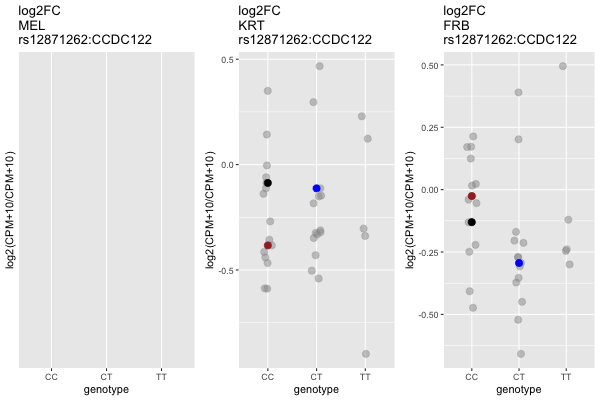 log2FC
MEL
rs12871262:CCDC122
log2(CPM+10/CPM+10)
CC CT TT
genotype
log2FC
KRT
rs12871262:CCDC122
log2(CPM+10/CPM+10)
0.5
0.0
-0.5
CC CT TT
genotype
log2FC
FRB
rs12871262:CCDC122
log2(CPM+10/CPM+10)
0.50
0.25
0.00
-0.25
-0.50
CC CT TT
genotype